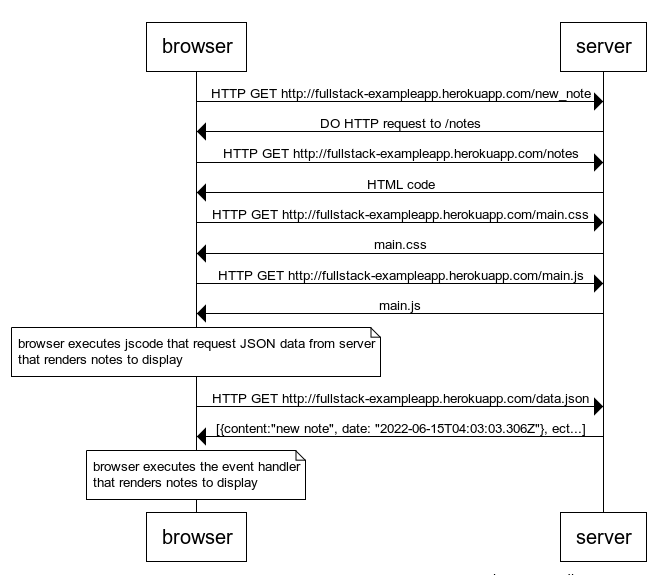 browser
server
HTTP GET http://fullstack-exampleapp.herokuapp.com/new_note
DO HTTP request to /notes
HTTP GET http://fullstack-exampleapp.herokuapp.com/notes
HTML code
HTTP GET http://fullstack-exampleapp.herokuapp.com/main.css
main.css
HTTP GET http://fullstack-exampleapp.herokuapp.com/main.js
main.js
browser executes jscode that request JSON data from server
that renders notes to display
HTTP GET http://fullstack-exampleapp.herokuapp.com/data.json
[{content:"new note", date: "2022-06-15T04:03:03.306Z"}, ect...]
browser executes the event handler
that renders notes to display
browser
server